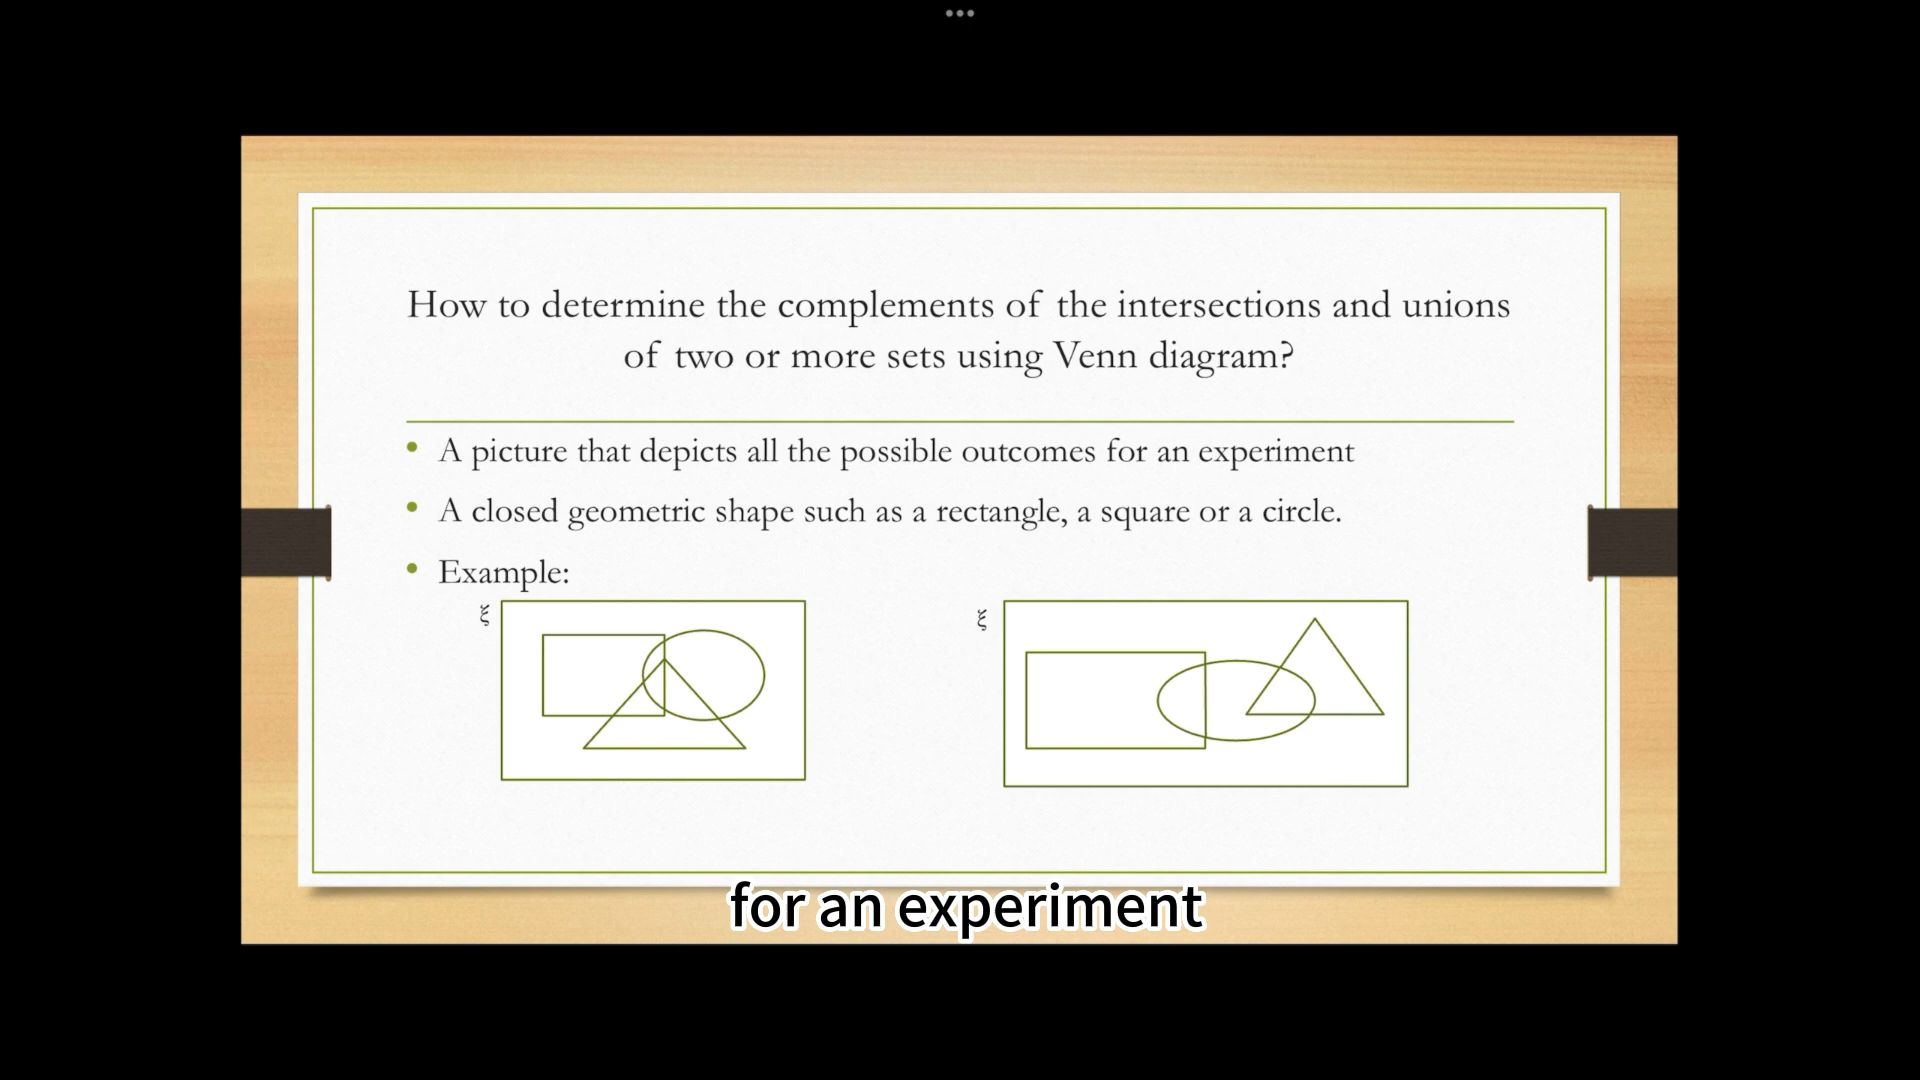 How to determine the complements of the intersections and unions
of two or more sets using Venn diagram?
• A picture that depicts all the possible outcomes for an experiment
• A closed geometric shape such as a rectangle, a square or a circle.
• Example:
ξ ξ
for an experiment